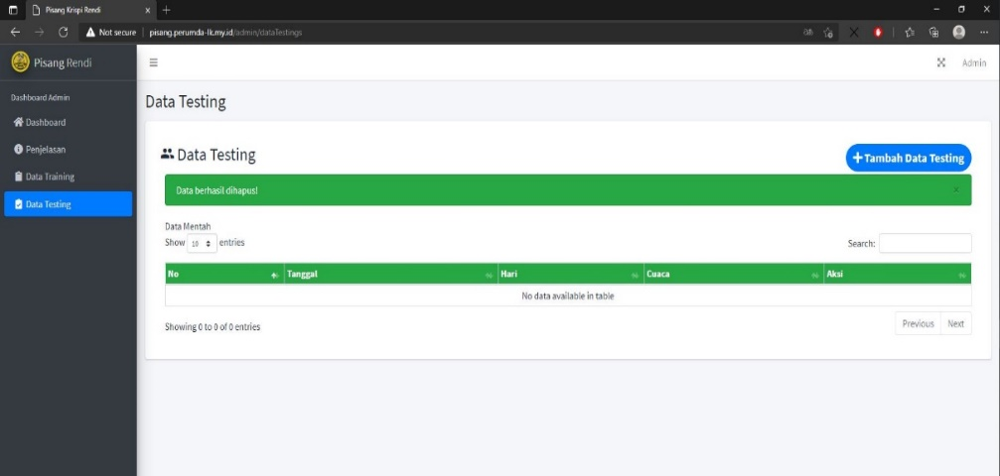 Pisang Krispi Rendi
Not secure | pisang.perumda-lk.my.id/admin/dataTestings
Pisang Rendi
Admin
Dashboard Admin
Dashboard
Penjelasan
Data Training
Data Testing
Data Testing
Data Testing
+Tambah Data Testing
Data berhasil dihapus!
Data Mentah
Show 10 entries
Search:
No Tanggal Hari Cuaca Aksi
No data available in table
Showing 0 to 0 of 0 entries
Previous Next